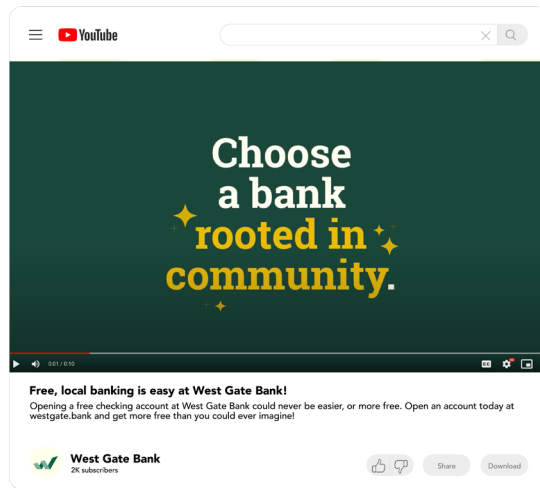 YouTube
Choose
a bank
rooted in
community.
0:01 / 0:10
CC
Free, local banking is easy at West Gate Bank!
Opening a free checking account at West Gate Bank could never be easier, or more free. Open an account today at
westgate.bank and get more free than you could ever imagine!
West Gate Bank
2K subscribers
Share
Download